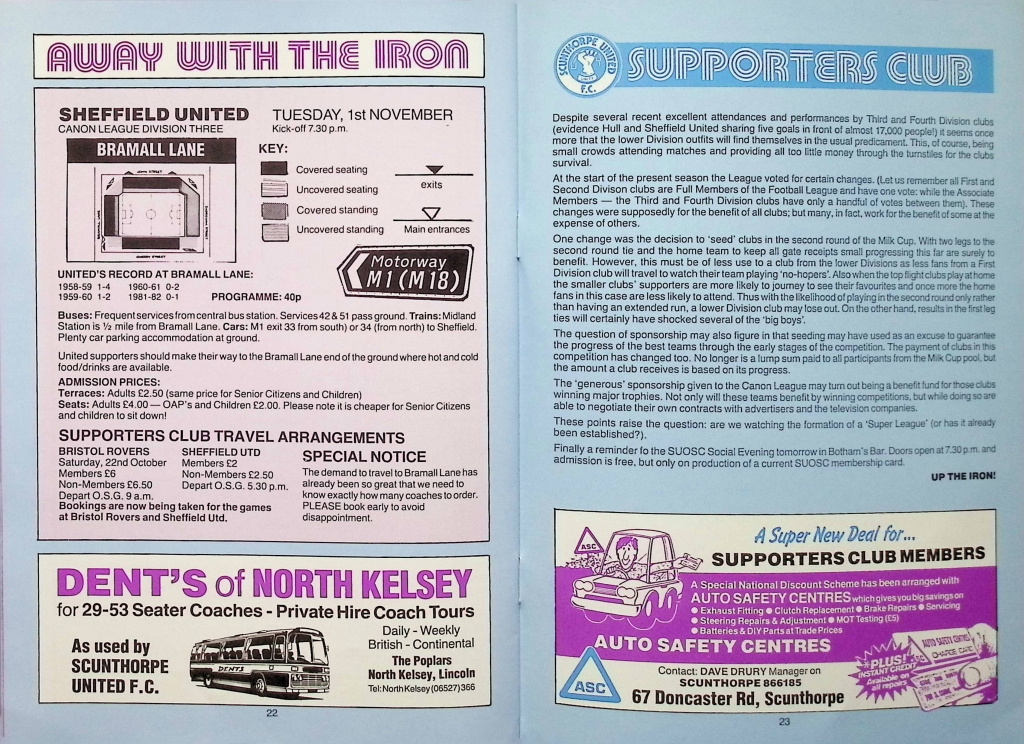 AWAY WITH THE IRON
SHEFFIELD UNITED
CANON LEAGUE DIVISION THREE
TUESDAY, 1st NOVEMBER
Kick-off 7.30 p.m.
BRAMALL LANE
JOHN STREET
CHERRY STREET
KEY:
Covered seating
Uncovered seating
Covered standing
Uncovered standing
exits
Main entrances
Motorway
M1 (M18)
UNITED'S RECORD AT BRAMALL LANE:
1958-59 1-4 1960-61 0-2
1959-60 1-2 1981-82 0-1 PROGRAMME: 40p
Buses: Frequent services from central bus station. Services 42 & 51 pass ground. Trains: Midland
Station is ½ mile from Bramall Lane. Cars: M1 exit 33 from south) or 34 (from north) to Sheffield.
Plenty car parking accommodation at ground.
United supporters should make their way to the Bramall Lane end of the ground where hot and cold
food/drinks are available.
ADMISSION PRICES:
Terraces: Adults £2.50 (same price for Senior Citizens and Children)
Seats: Adults £4.00 — OAP's and Children £2.00. Please note it is cheaper for Senior Citizens
and children to sit down!
SUPPORTERS CLUB TRAVEL ARRANGEMENTS
BRISTOL ROVERS
Saturday, 22nd October
Members £6
Non-Members £6.50
Depart O.S.G. 9 a.m.
SHEFFIELD UTD
Members £2
Non-Members £2.50
Depart O.S.G. 5.30 p.m.
Bookings are now being taken for the games
at Bristol Rovers and Sheffield Utd.
SPECIAL NOTICE
The demand to travel to Bramall Lane has
already been so great that we need to
know exactly how many coaches to order.
PLEASE book early to avoid
disappointment.
DENT'S of NORTH KELSEY
for 29-53 Seater Coaches - Private Hire Coach Tours
As used by
SCUNTHORPE
UNITED F.C.
DENTS
Daily - Weekly
British - Continental
The Poplars
North Kelsey, Lincoln
Tel: North Kelsey (06527) 366
22
SCUNTHORPE UNITED
F.C.
SUPPORTERS CLUB
Despite several recent excellent attendances and performances by Third and Fourth Division clubs
(evidence Hull and Sheffield United sharing five goals in front of almost 17,000 people!) it seems once
more that the lower Division outfits will find themselves in the usual predicament. This, of course, being
small crowds attending matches and providing all too little money through the turnstiles for the clubs
survival.
At the start of the present season the League voted for certain changes. (Let us remember all First and
Second Divison clubs are Full Members of the Football League and have one vote: while the Associate
Members — the Third and Fourth Division clubs have only a handful of votes between them). These
changes were supposedly for the benefit of all clubs; but many, in fact, work for the benefit of some at the
expense of others.
One change was the decision to 'seed' clubs in the second round of the Milk Cup. With two legs to the
second round tie and the home team to keep all gate receipts small progressing this far are surely to
benefit. However, this must be of less use to a club from the lower Divisions as less fans from a First
Division club will travel to watch their team playing 'no-hopers'. Also when the top flight clubs play at home
the smaller clubs' supporters are more likely to journey to see their favourites and once more the home
fans in this case are less likely to attend. Thus with the likelihood of playing in the second round only rather
than having an extended run, a lower Division club may lose out. On the other hand, results in the first leg
ties will certainly have shocked several of the 'big boys'.
The question of sponsorship may also figure in that seeding may have used as an excuse to guarantee
the progress of the best teams through the early stages of the competition. The payment of clubs in this
competition has changed too. No longer is a lump sum paid to all participants from the Milk Cup pool, but
the amount a club receives is based on its progress.
The 'generous' sponsorship given to the Canon League may turn out being a benefit fund for those clubs
winning major trophies. Not only will these teams benefit by winning competitions, but while doing so are
able to negotiate their own contracts with advertisers and the television companies.
These points raise the question: are we watching the formation of a 'Super League' (or has it already
been established?).
Finally a reminder fo the SUOSC Social Evening tomorrow in Botham's Bar. Doors open at 7.30 p.m. and
admission is free, but only on production of a current SUOSC membership card.
UP THE IRON!
ASC
A Super New Deal for...
SUPPORTERS CLUB MEMBERS
A Special National Discount Scheme has been arranged with
AUTO SAFETY CENTRES which gives you big savings on
● Exhaust Fitting ● Clutch Replacement ● Brake Repairs ● Servicing
● Steering Repairs & Adjustment ● MOT Testing (£5)
● Batteries & DIY Parts at Trade Prices
AUTO SAFETY CENTRES
ASC
Contact: DAVE DRURY Manager on
SCUNTHORPE 866185
67 Doncaster Rd, Scunthorpe
PLUS!
INSTANT CREDIT
Available on
all repairs
AUTO SAFETY CENTRES
CHARGE CARD
23